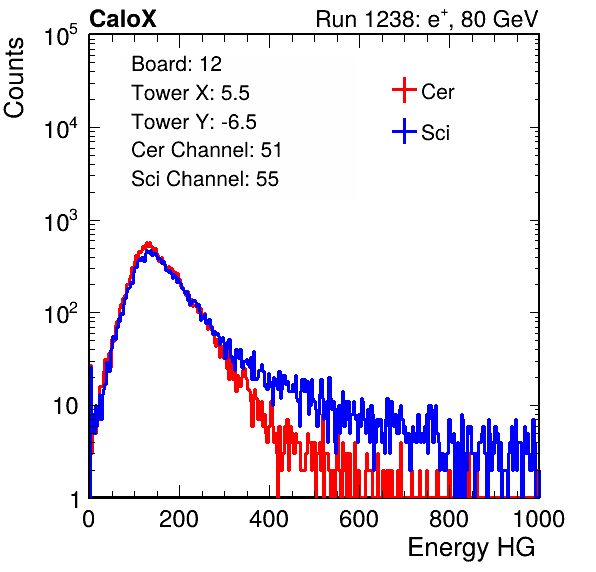 CaloX Run 1238: e⁺, 80 GeV
Counts
10⁵
10⁴
10³
10²
10
1
Board: 12
Tower X: 5.5
Tower Y: -6.5
Cer Channel: 51
Sci Channel: 55
Cer
Sci
0 200 400 600 800 1000
Energy HG